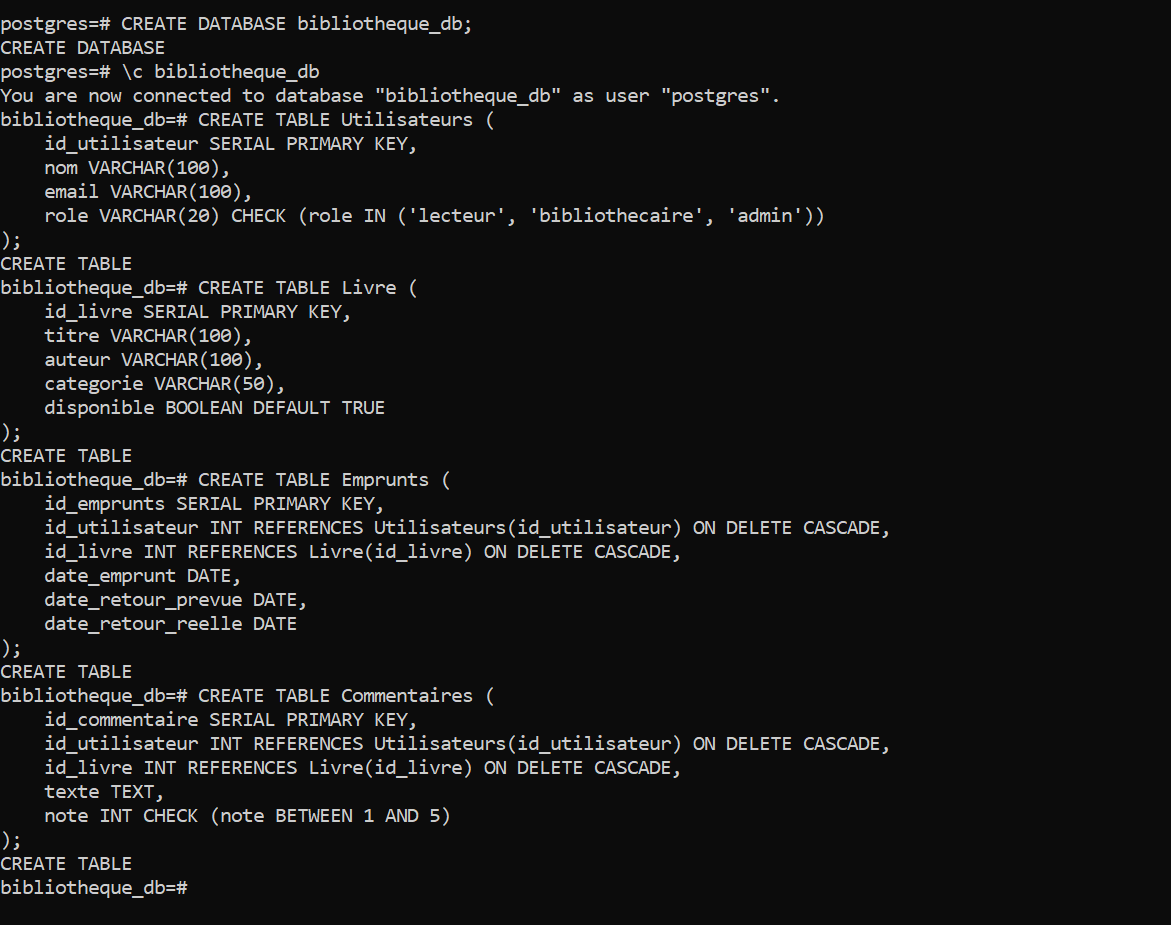 postgres=# CREATE DATABASE bibliotheque_db;
CREATE DATABASE
postgres=# \c bibliotheque_db
You are now connected to database "bibliotheque_db" as user "postgres".
bibliotheque_db=# CREATE TABLE Utilisateurs (
    id_utilisateur SERIAL PRIMARY KEY,
    nom VARCHAR(100),
    email VARCHAR(100),
    role VARCHAR(20) CHECK (role IN ('lecteur', 'bibliothecaire', 'admin'))
);
CREATE TABLE
bibliotheque_db=# CREATE TABLE Livre (
    id_livre SERIAL PRIMARY KEY,
    titre VARCHAR(100),
    auteur VARCHAR(100),
    categorie VARCHAR(50),
    disponible BOOLEAN DEFAULT TRUE
);
CREATE TABLE
bibliotheque_db=# CREATE TABLE Emprunts (
    id_emprunts SERIAL PRIMARY KEY,
    id_utilisateur INT REFERENCES Utilisateurs(id_utilisateur) ON DELETE CASCADE,
    id_livre INT REFERENCES Livre(id_livre) ON DELETE CASCADE,
    date_emprunt DATE,
    date_retour_prevue DATE,
    date_retour_reelle DATE
);
CREATE TABLE
bibliotheque_db=# CREATE TABLE Commentaires (
    id_commentaire SERIAL PRIMARY KEY,
    id_utilisateur INT REFERENCES Utilisateurs(id_utilisateur) ON DELETE CASCADE,
    id_livre INT REFERENCES Livre(id_livre) ON DELETE CASCADE,
    texte TEXT,
    note INT CHECK (note BETWEEN 1 AND 5)
);
CREATE TABLE
bibliotheque_db=#